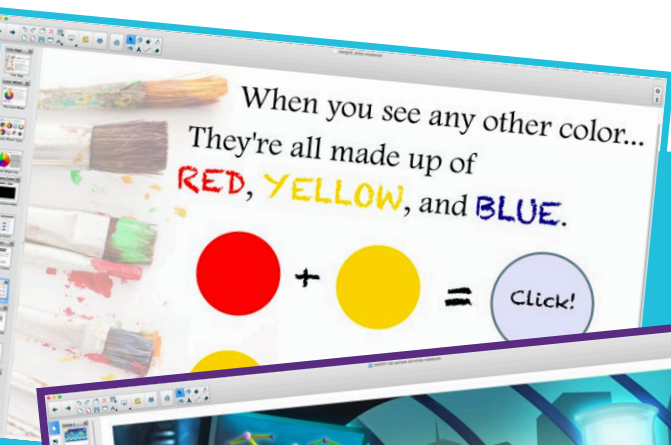 When you see any other color...
They're all made up of
RED, YELLOW, and BLUE.
+ = Click!